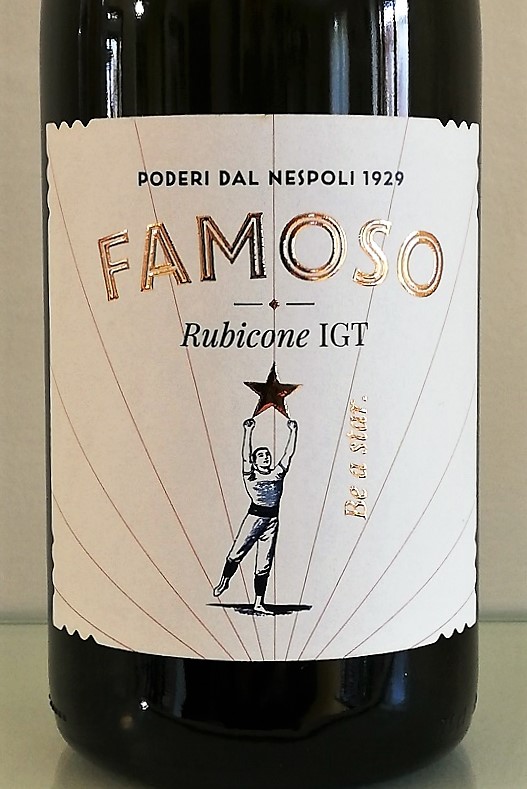 PODERI DAL NESPOLI 1929
FAMOSO
Rubicone IGT
Be a star.